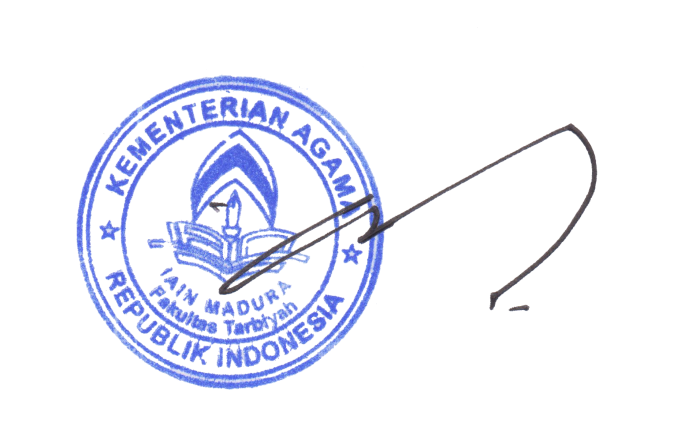 KEMENTERIAN AGAMA
IAIN MADURA
Fakultas Tarbiyah
REPUBLIK INDONESIA